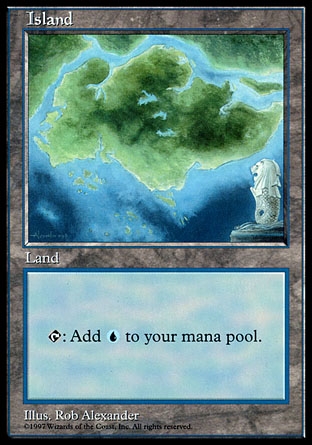 Island
Land
: Add to your mana pool.
Illus. Rob Alexander
©1997 Wizards of the Coast, Inc. All rights reserved.